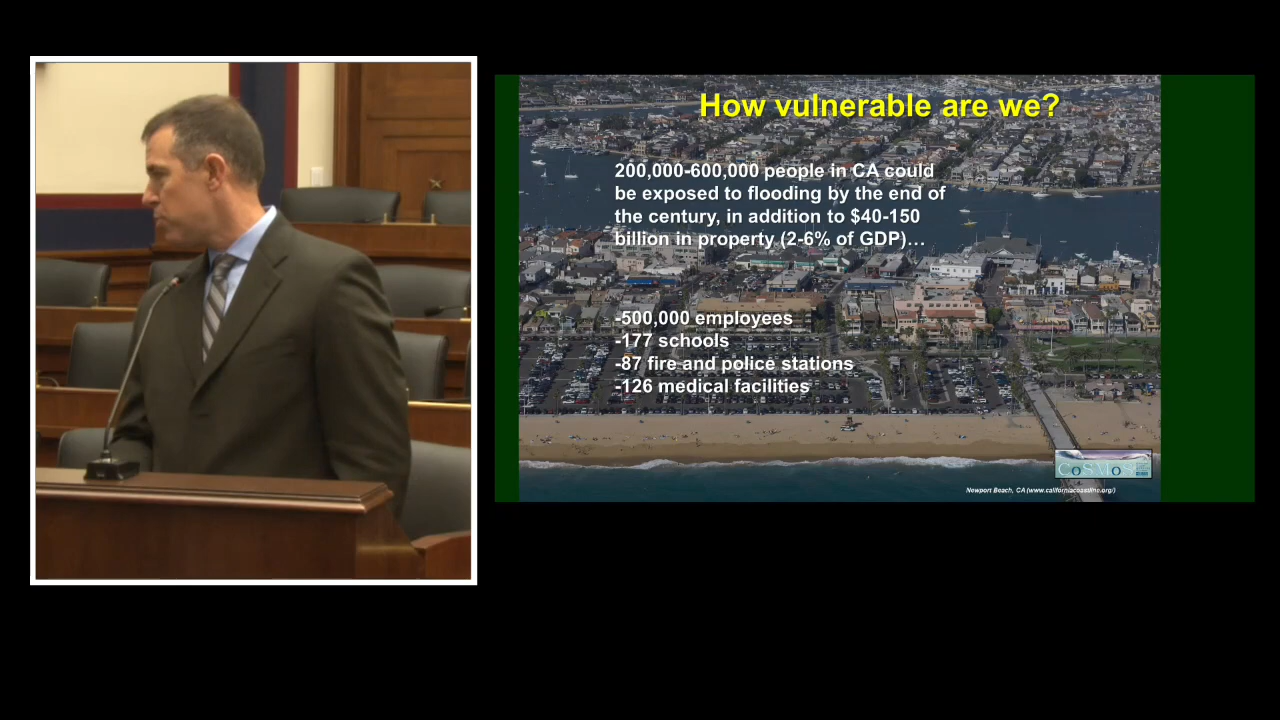 How vulnerable are we?
200,000-600,000 people in CA could
be exposed to flooding by the end of
the century, in addition to $40-150
billion in property (2-6% of GDP)…
-500,000 employees
-177 schools
-87 fire and police stations
-126 medical facilities
CoSMoS
Newport Beach, CA (www.californiacoastline.org/)